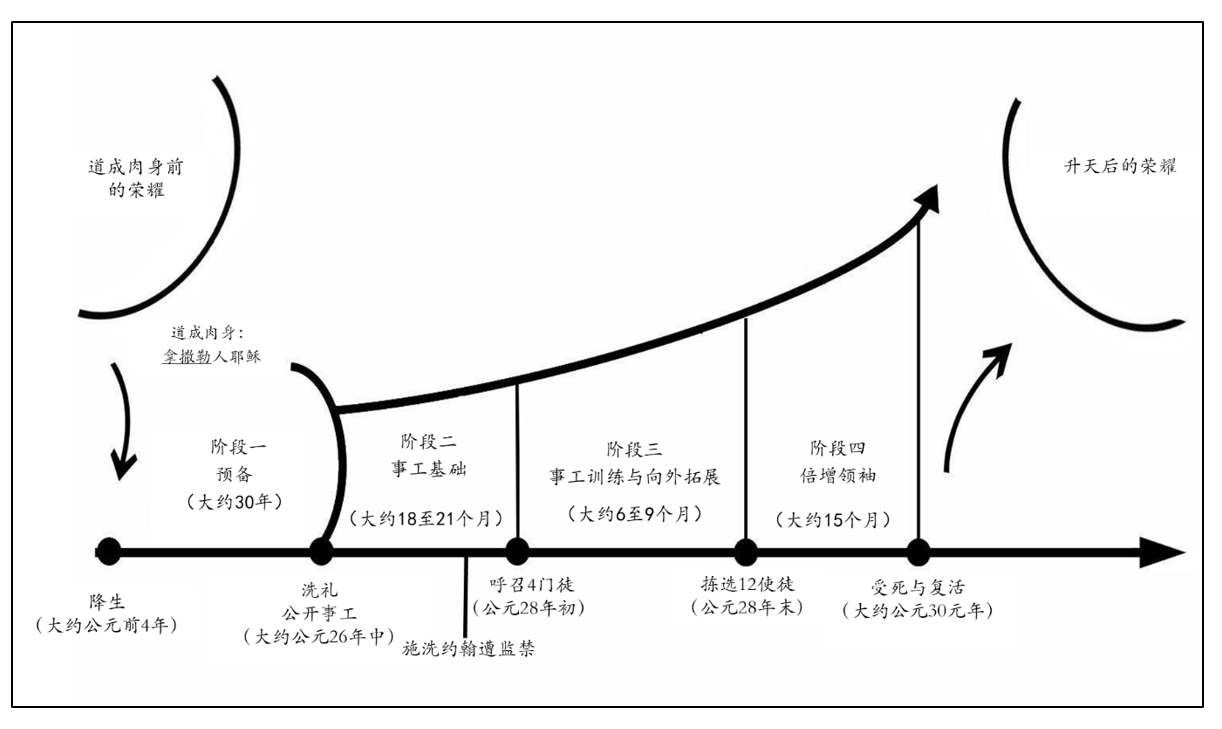 道成肉身前
的荣耀
升天后的荣耀
道成肉身：
拿撒勒人耶稣
阶段一
预备
（大约30年）
阶段二
事工基础
（大约18至21个月）
阶段三
事工训练与向外拓展
（大约6至9个月）
阶段四
倍增领袖
（大约15个月）
降生
（大约公元前4年）
洗礼
公开事工
（大约公元26年中）
施洗约翰遭监禁
呼召4门徒
（公元28年初）
拣选12使徒
（公元28年末）
受死与复活
（大约公元30元年）